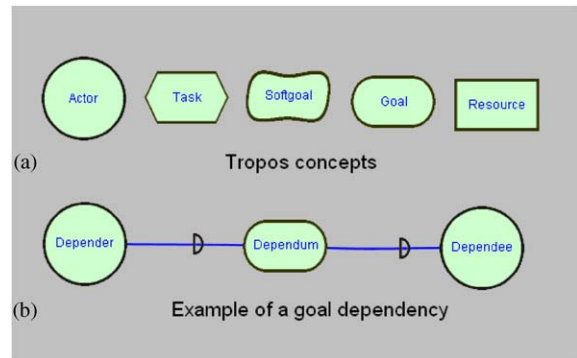 Actor Task Softgoal Goal Resource
(a) Tropos concepts
Depender Dependum Dependee
(b) Example of a goal dependency